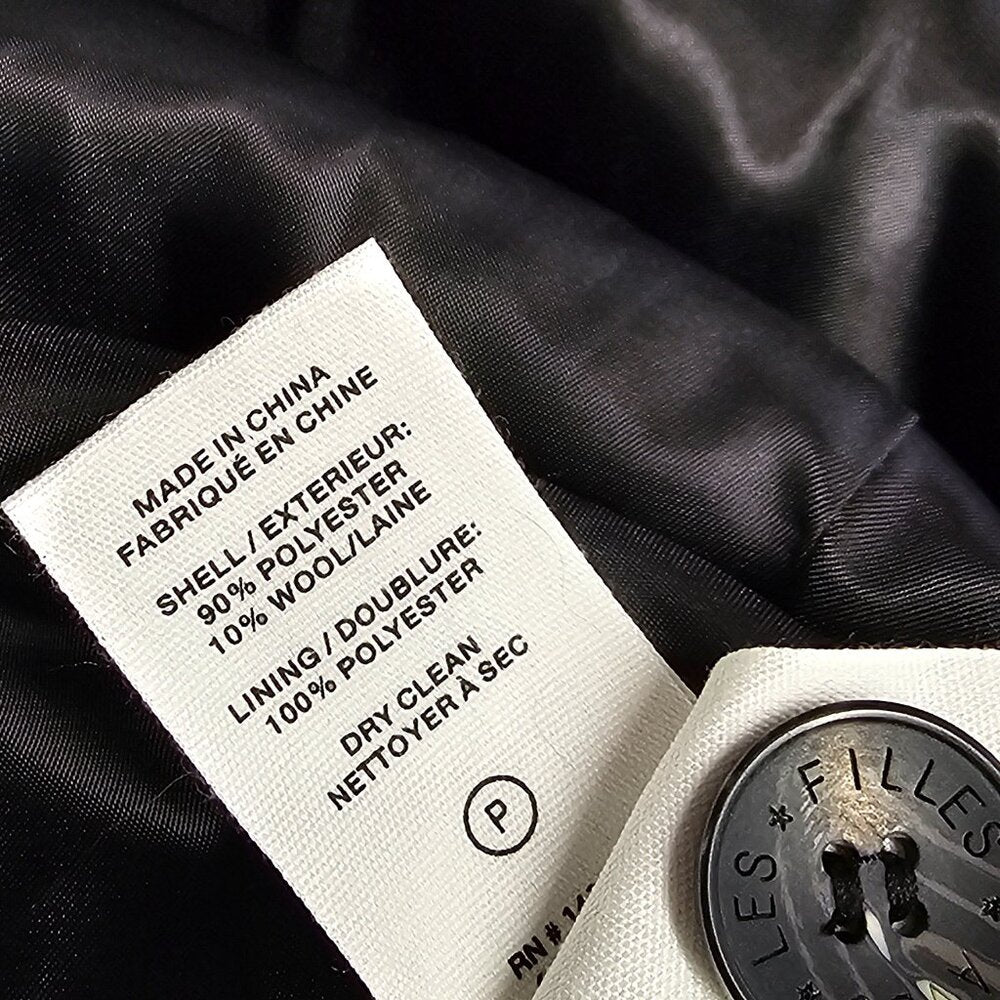 MADE IN CHINA
FABRIQUÉ EN CHINE
SHELL / EXTERIEUR:
90% POLYESTER
10% WOOL/LAINE
LINING / DOUBLURE:
100% POLYESTER
DRY CLEAN
NETTOYER À SEC
P
RN #
LES * FILLES *